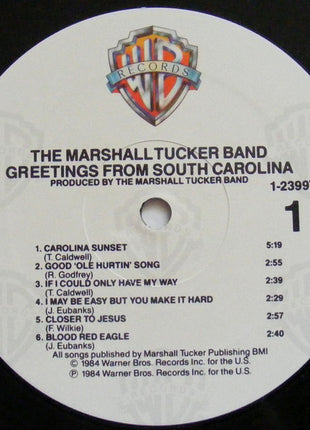 WB
RECORDS
THE MARSHALL TUCKER BAND
GREETINGS FROM SOUTH CAROLINA
PRODUCED BY THE MARSHALL TUCKER BAND
1-2399
1
1. CAROLINA SUNSET 5:19
(T. Caldwell)
2. GOOD 'OLE HURTIN' SONG 2:55
(R. Godfrey)
3. IF I COULD ONLY HAVE MY WAY 2:39
(T. Caldwell)
4. I MAY BE EASY BUT YOU MAKE IT HARD 2:29
(J. Eubanks)
5. CLOSER TO JESUS 2:57
(F. Wilkie)
6. BLOOD RED EAGLE 2:40
(J. Eubanks)
All songs published by Marshall Tucker Publishing BMI
© 1984 Warner Bros. Records Inc. for the U.S.
℗ 1984 Warner Bros. Records Inc. for the U.S.